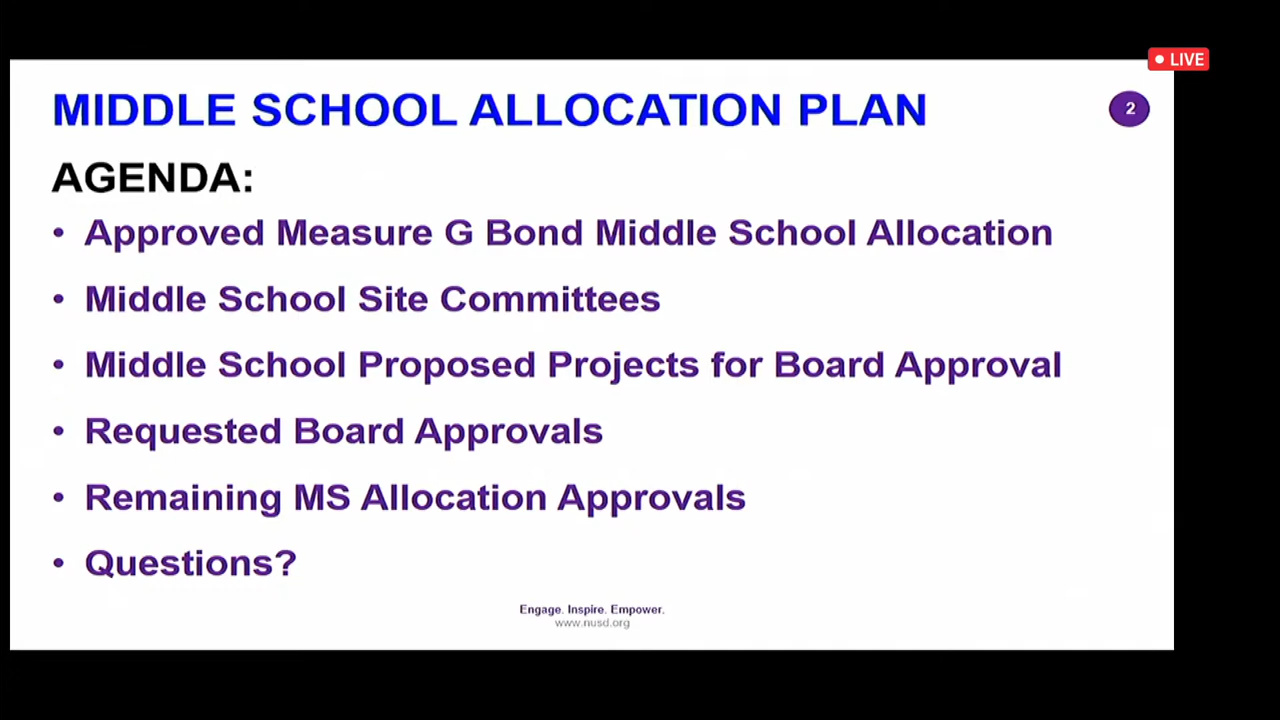 LIVE
MIDDLE SCHOOL ALLOCATION PLAN
2
AGENDA:
• Approved Measure G Bond Middle School Allocation
• Middle School Site Committees
• Middle School Proposed Projects for Board Approval
• Requested Board Approvals
• Remaining MS Allocation Approvals
• Questions?
Engage. Inspire. Empower.
www.nusd.org